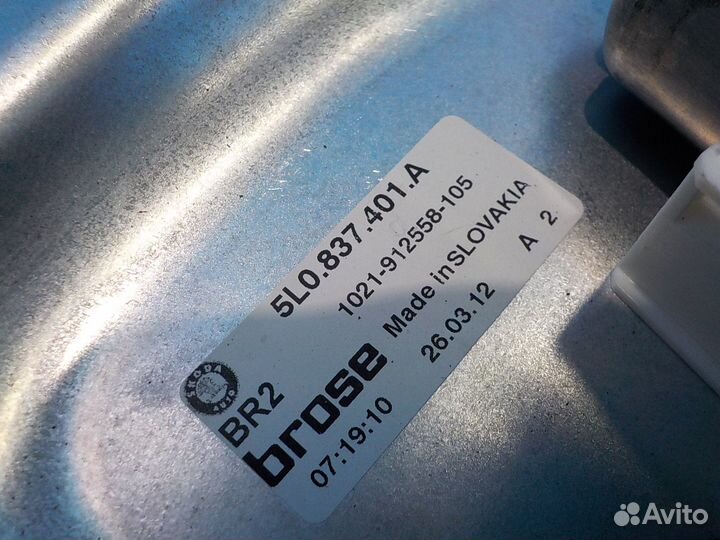 5L0.837.401.A
1021-912558-105
ŠKODA
AUTO
BR2
brose
Made in SLOVAKIA
07:19:10
26.03.12
A 2
Avito